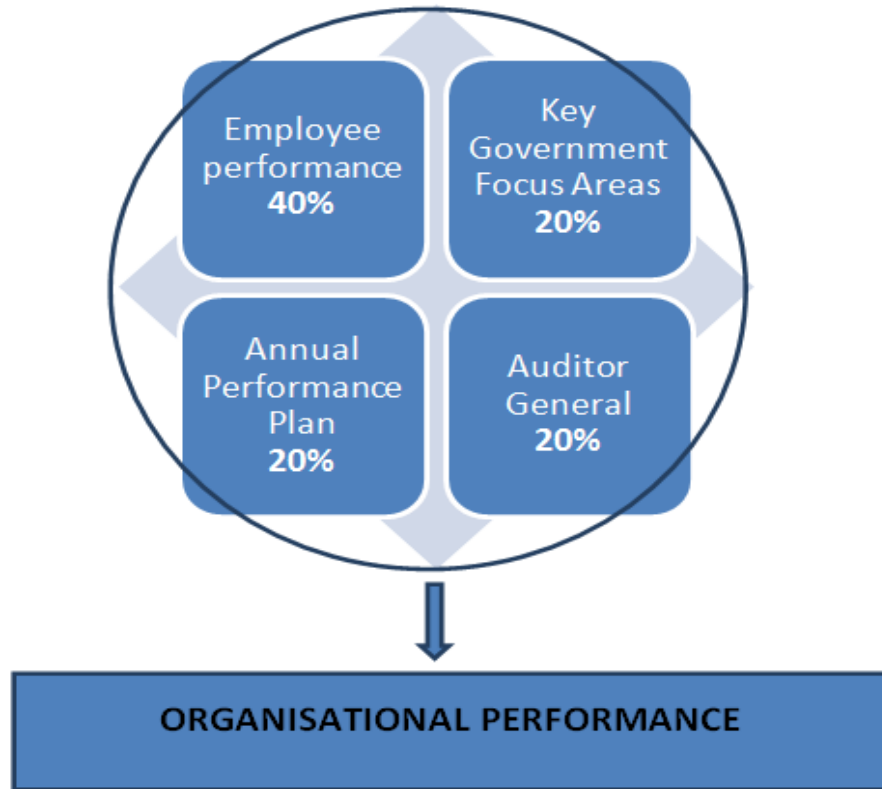 Employee
performance
40%
Key
Government
Focus Areas
20%
Annual
Performance
Plan
20%
Auditor
General
20%
ORGANISATIONAL PERFORMANCE